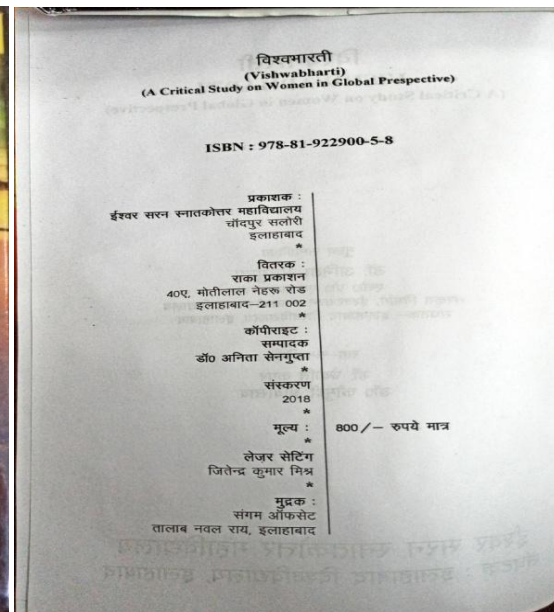 विश्वभारती
(Vishwabharti)
(A Critical Study on Women in Global Prespective)
ISBN : 978-81-922900-5-8
प्रकाशक :
ईश्वर सरन स्नातकोत्तर महाविद्यालय
चाँदपुर सलोरी
इलाहाबाद
*
वितरक :
राका प्रकाशन
40ए, मोतीलाल नेहरू रोड
इलाहाबाद–211 002
*
कॉपीराइट :
सम्पादक
डॉ0 अनिता सेनगुप्ता
*
संस्करण
2018
*
मूल्य : 800/– रुपये मात्र
*
लेज़र सेटिंग
जितेन्द्र कुमार मिश्र
*
मुद्रक :
संगम ऑफसेट
तालाब नवल राय, इलाहाबाद